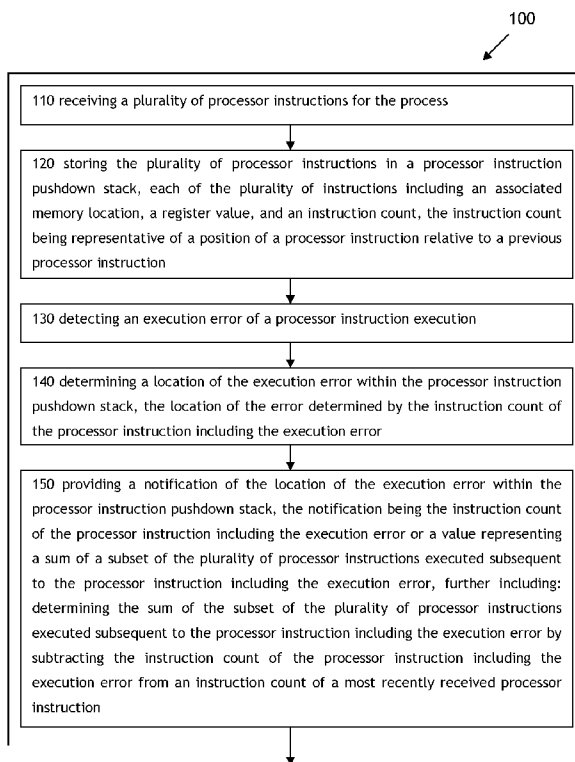 100
110 receiving a plurality of processor instructions for the process
120 storing the plurality of processor instructions in a processor instruction
pushdown stack, each of the plurality of instructions including an associated
memory location, a register value, and an instruction count, the instruction count
being representative of a position of a processor instruction relative to a previous
processor instruction
130 detecting an execution error of a processor instruction execution
140 determining a location of the execution error within the processor instruction
pushdown stack, the location of the error determined by the instruction count of
the processor instruction including the execution error
150 providing a notification of the location of the execution error within the
processor instruction pushdown stack, the notification being the instruction count
of the processor instruction including the execution error or a value representing
a sum of a subset of the plurality of processor instructions executed subsequent
to the processor instruction including the execution error, further including:
determining the sum of the subset of the plurality of processor instructions
executed subsequent to the processor instruction including the execution error by
subtracting the instruction count of the processor instruction including the
execution error from an instruction count of a most recently received processor
instruction